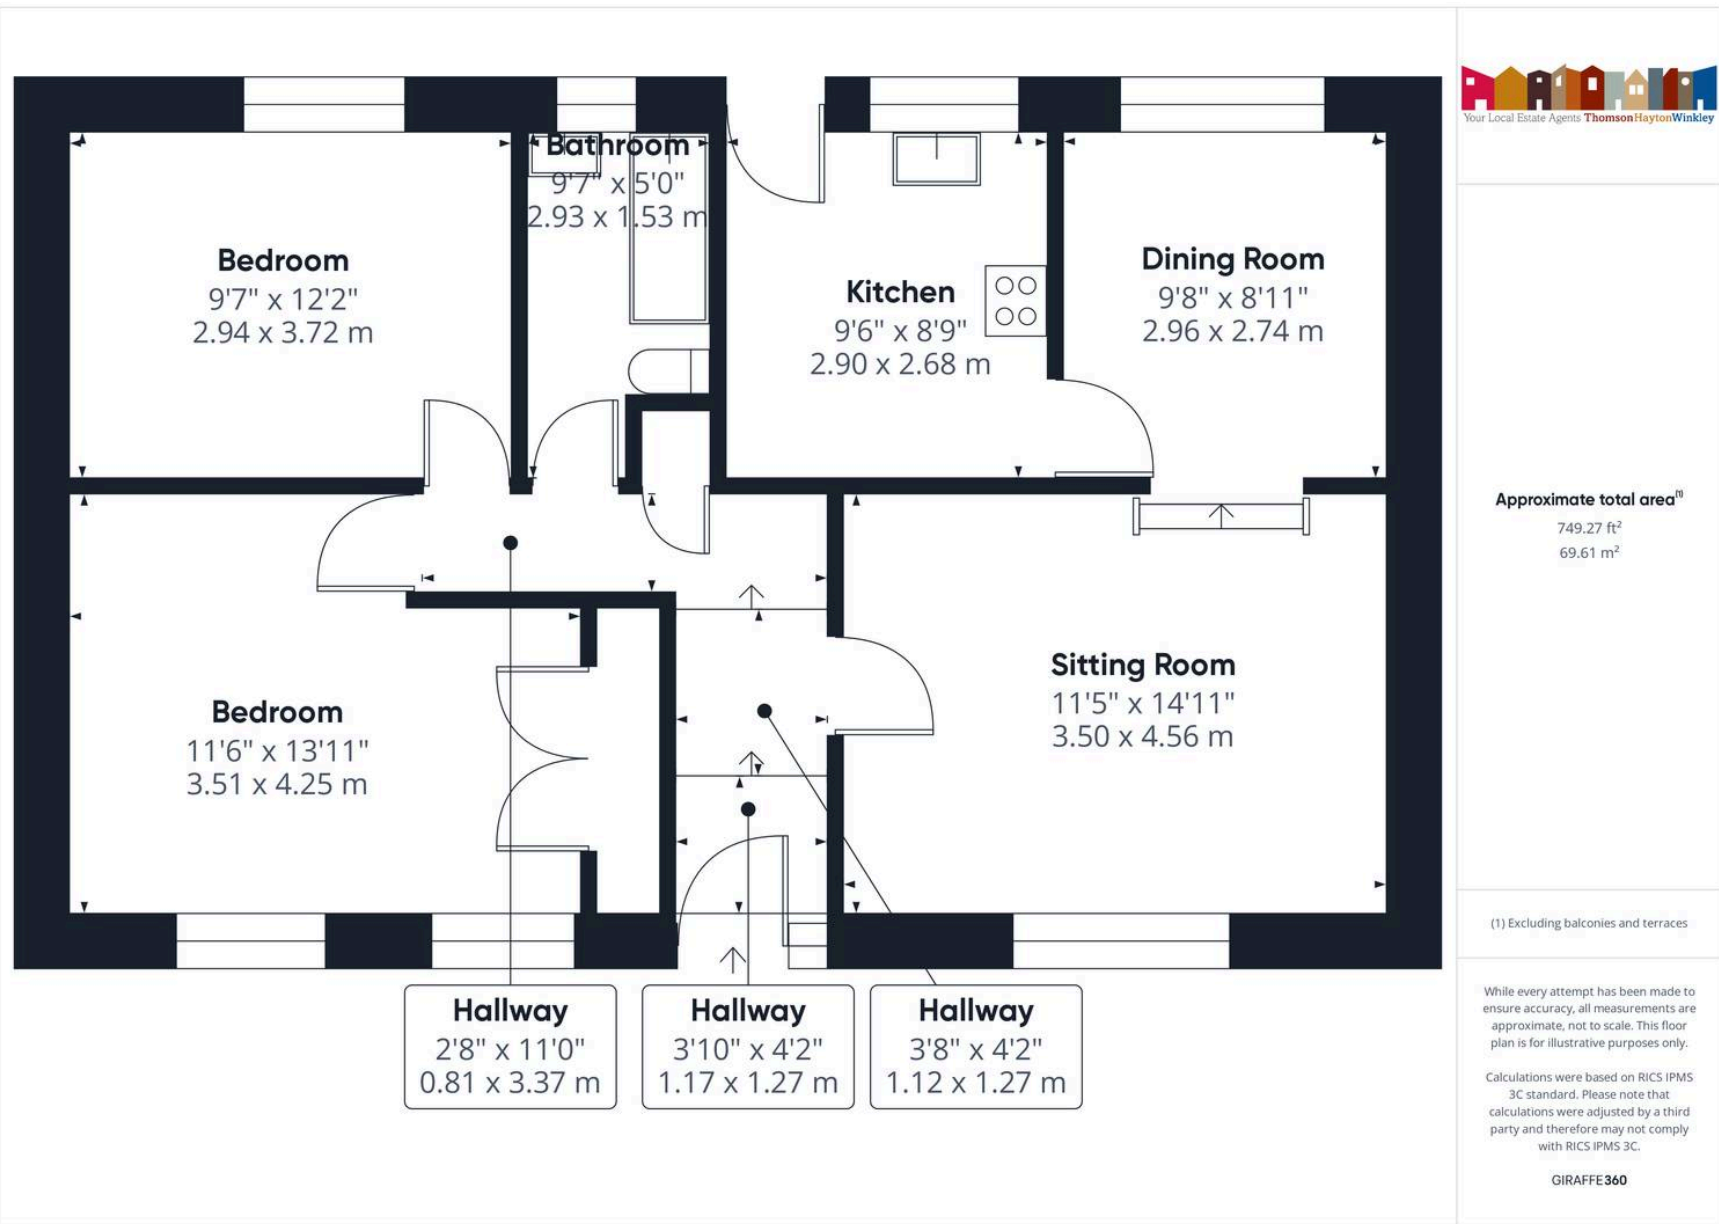 Bedroom
9'7" x 12'2"
2.94 x 3.72 m
Bathroom
9'7" x 5'0"
2.93 x 1.53 m
Kitchen
9'6" x 8'9"
2.90 x 2.68 m
Dining Room
9'8" x 8'11"
2.96 x 2.74 m
Bedroom
11'6" x 13'11"
3.51 x 4.25 m
Sitting Room
11'5" x 14'11"
3.50 x 4.56 m
Hallway
2'8" x 11'0"
0.81 x 3.37 m
Hallway
3'10" x 4'2"
1.17 x 1.27 m
Hallway
3'8" x 4'2"
1.12 x 1.27 m
Your Local Estate Agents ThomsonHaytonWinkley
Approximate total area(1)
749.27 ft²
69.61 m²
(1) Excluding balconies and terraces
While every attempt has been made to
ensure accuracy, all measurements are
approximate, not to scale. This floor
plan is for illustrative purposes only.
Calculations were based on RICS IPMS
3C standard. Please note that
calculations were adjusted by a third
party and therefore may not comply
with RICS IPMS 3C.
GIRAFFE360